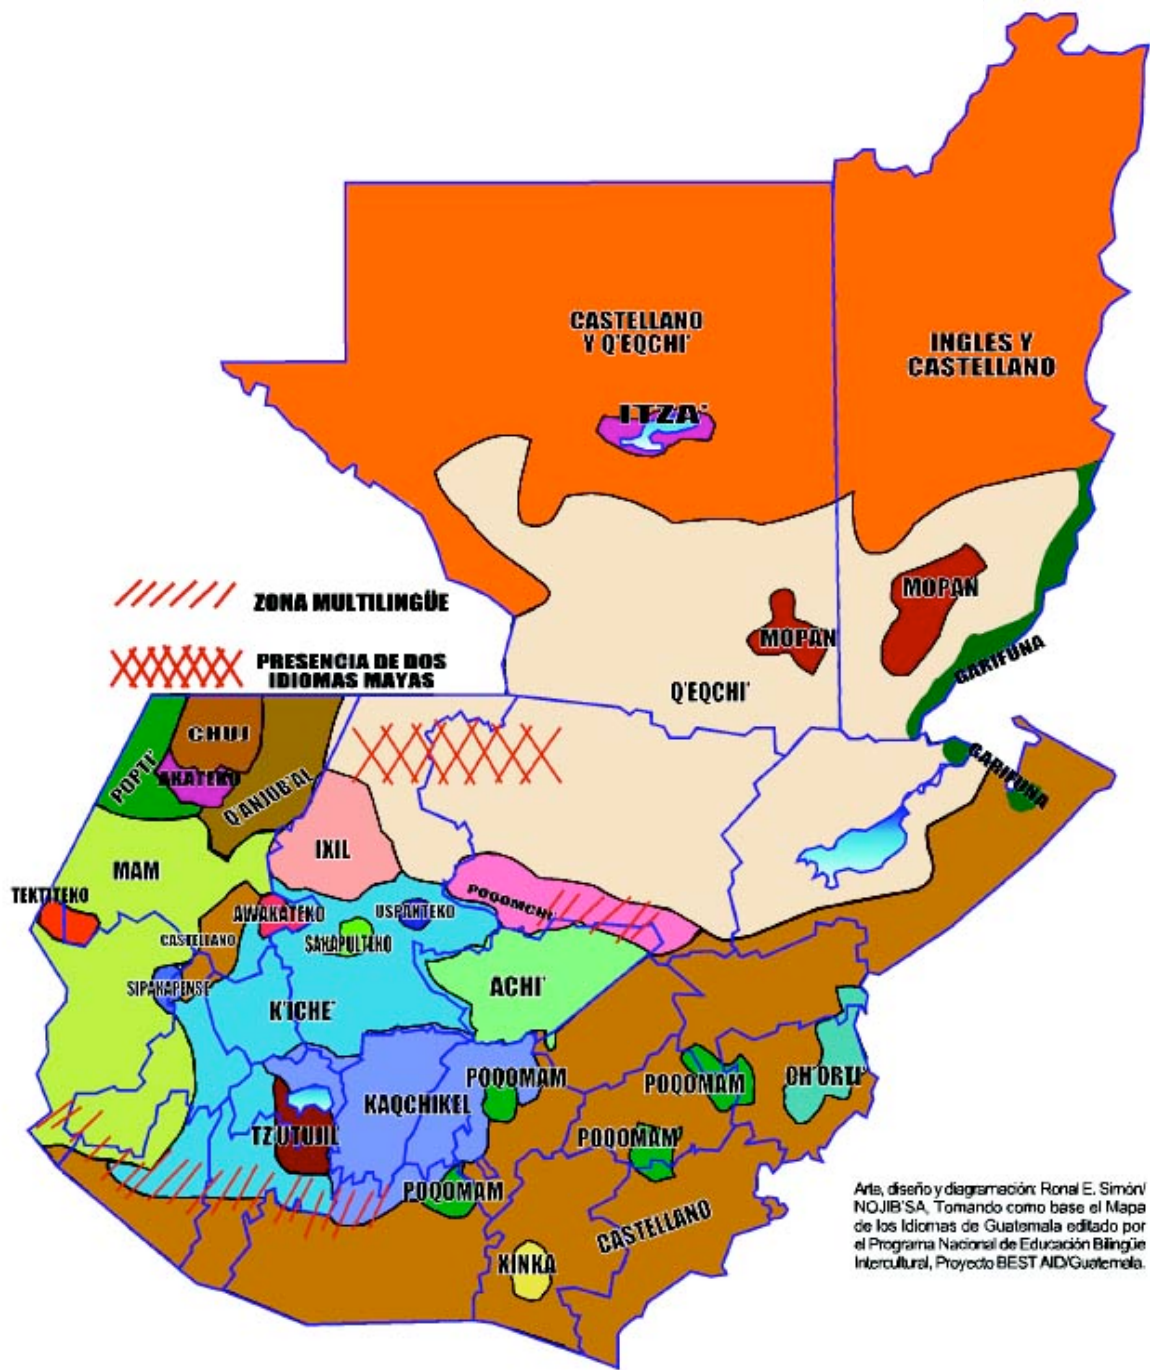 CASTELLANO
Y Q'EQCHI'
INGLES Y
CASTELLANO
ITZA'
MOPAN
MOPAN
GARIFUNA
Q'EQCHI'
ZONA MULTILINGÜE
PRESENCIA DE DOS
IDIOMAS MAYAS
CHUJ
POPTI'
AKATEKO
Q'ANJOB'AL
GARIFUNA
IXIL
MAM
TEKTITEKO
AWAKATEKO
USPANTEKO
POQOMCHI'
CASTELLANO
SAKAPULTEKO
SIPAKAPENSE
ACHI'
K'ICHE'
POQOMAM
POQOMAM
CH'ORTI'
KAQCHIKEL
TZ'UTUJIL
POQOMAM
POQOMAM
CASTELLANO
XINKA
Arte, diseño y diagramación: Ronal E. Simón/
NOJIB'SA, Tomando como base el Mapa
de los Idiomas de Guatemala editado por
el Programa Nacional de Educación Bilingüe
Intercultural, Proyecto BEST AID/Guatemala.